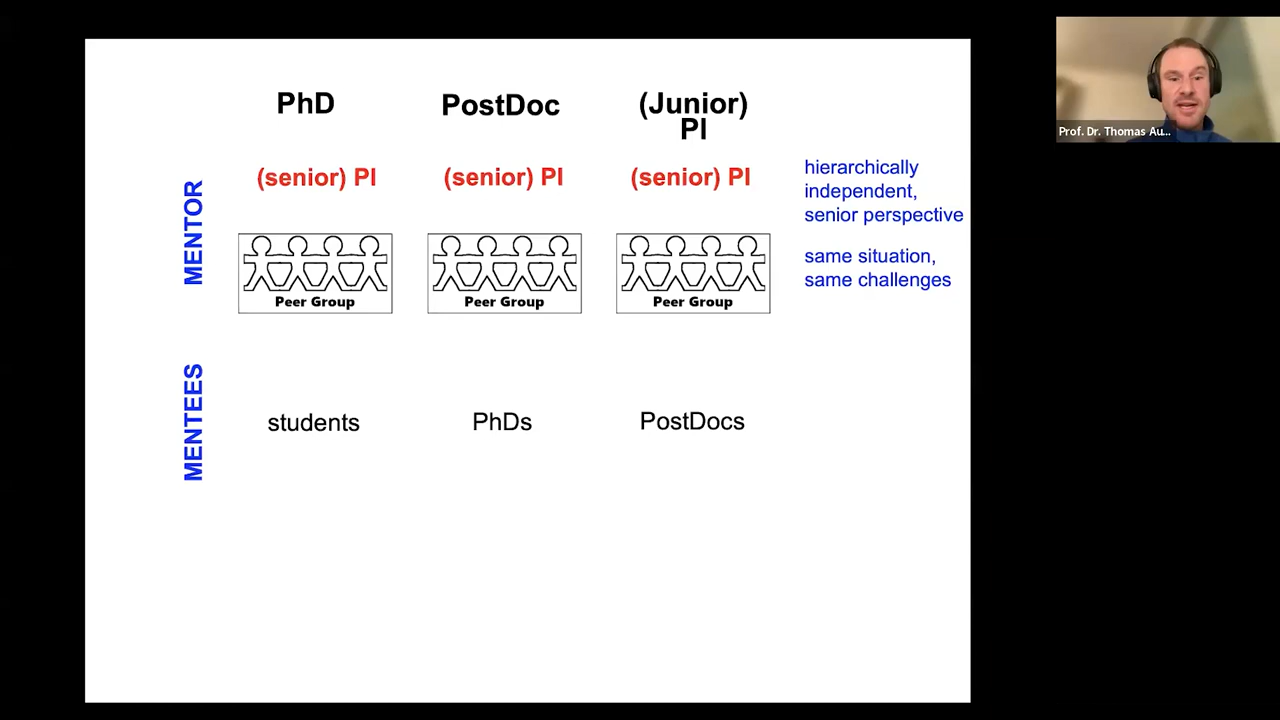 PhD
PostDoc
(Junior)
PI
MENTOR
(senior) PI
(senior) PI
(senior) PI
hierarchically
independent,
senior perspective
Peer Group
Peer Group
Peer Group
same situation,
same challenges
MENTEES
students
PhDs
PostDocs
Prof. Dr. Thomas Au...